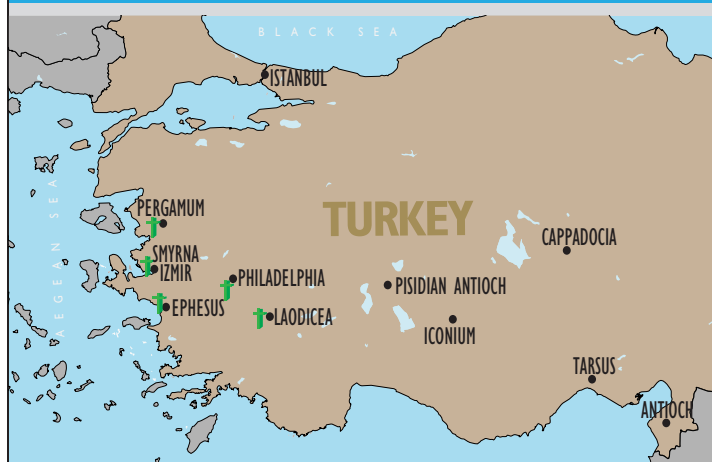 BLACK SEA
ISTANBUL
AEGEAN SEA
PERGAMUM
TURKEY
CAPPADOCIA
SMYRNA
IZMIR
PHILADELPHIA
PISIDIAN ANTIOCH
EPHESUS
LAODICEA
ICONIUM
TARSUS
ANTIOCH